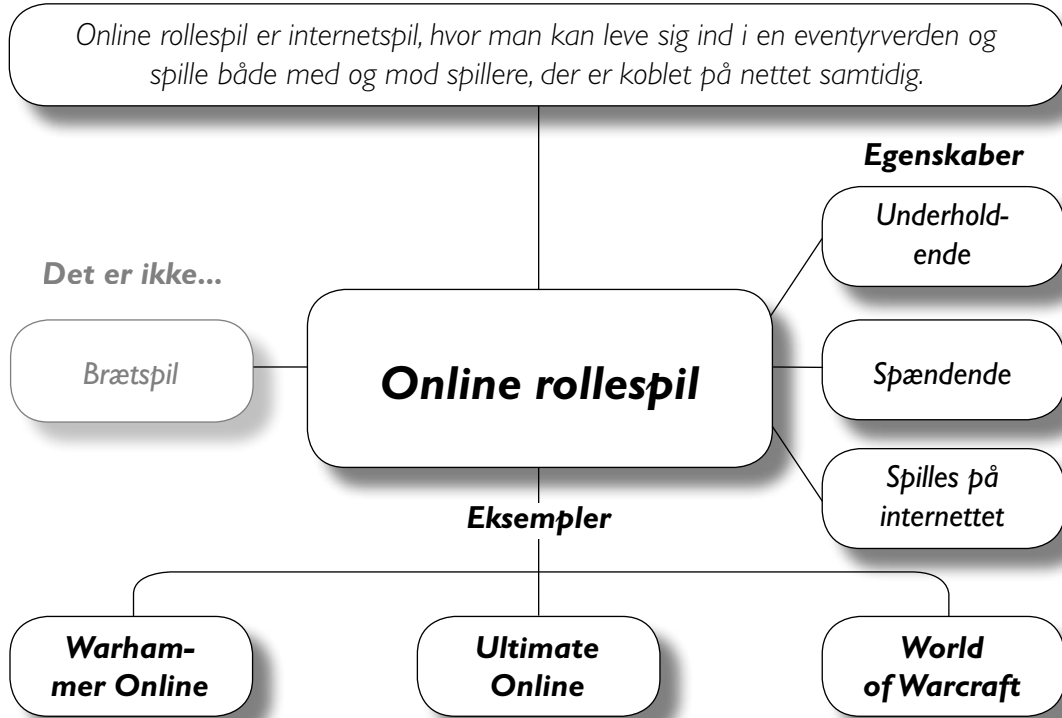 Online rollespil er internetspil, hvor man kan leve sig ind i en eventyrverden og
spille både med og mod spillere, der er koblet på nettet samtidig.
Egenskaber
Underhold-
ende
Det er ikke...
Brætspil
Online rollespil
Spændende
Spilles på
internettet
Eksempler
Warham-
mer Online
Ultimate
Online
World
of Warcraft